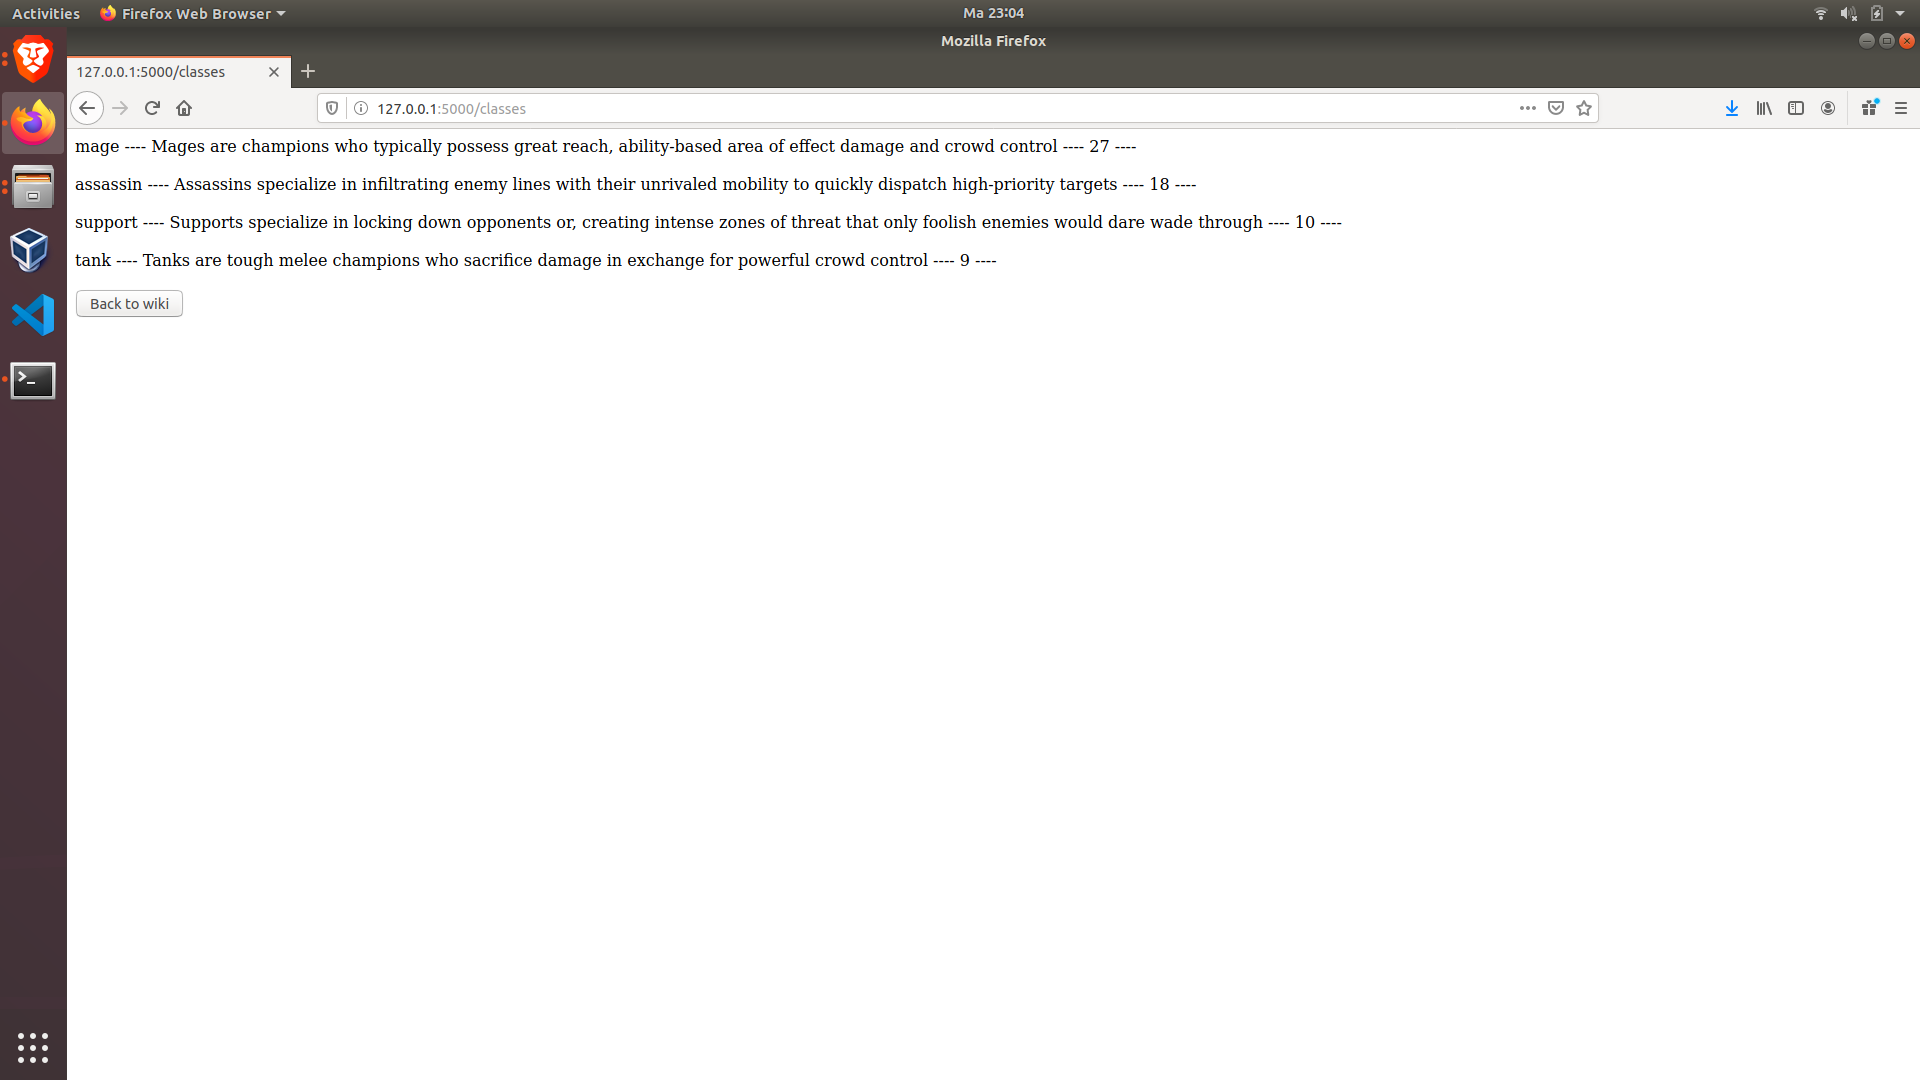 Activities Firefox Web Browser Ma 23:04
Mozilla Firefox
127.0.0.1:5000/classes
127.0.0.1:5000/classes
mage ---- Mages are champions who typically possess great reach, ability-based area of effect damage and crowd control ---- 27 ----
assassin ---- Assassins specialize in infiltrating enemy lines with their unrivaled mobility to quickly dispatch high-priority targets ---- 18 ----
support ---- Supports specialize in locking down opponents or, creating intense zones of threat that only foolish enemies would dare wade through ---- 10 ----
tank ---- Tanks are tough melee champions who sacrifice damage in exchange for powerful crowd control ---- 9 ----
Back to wiki